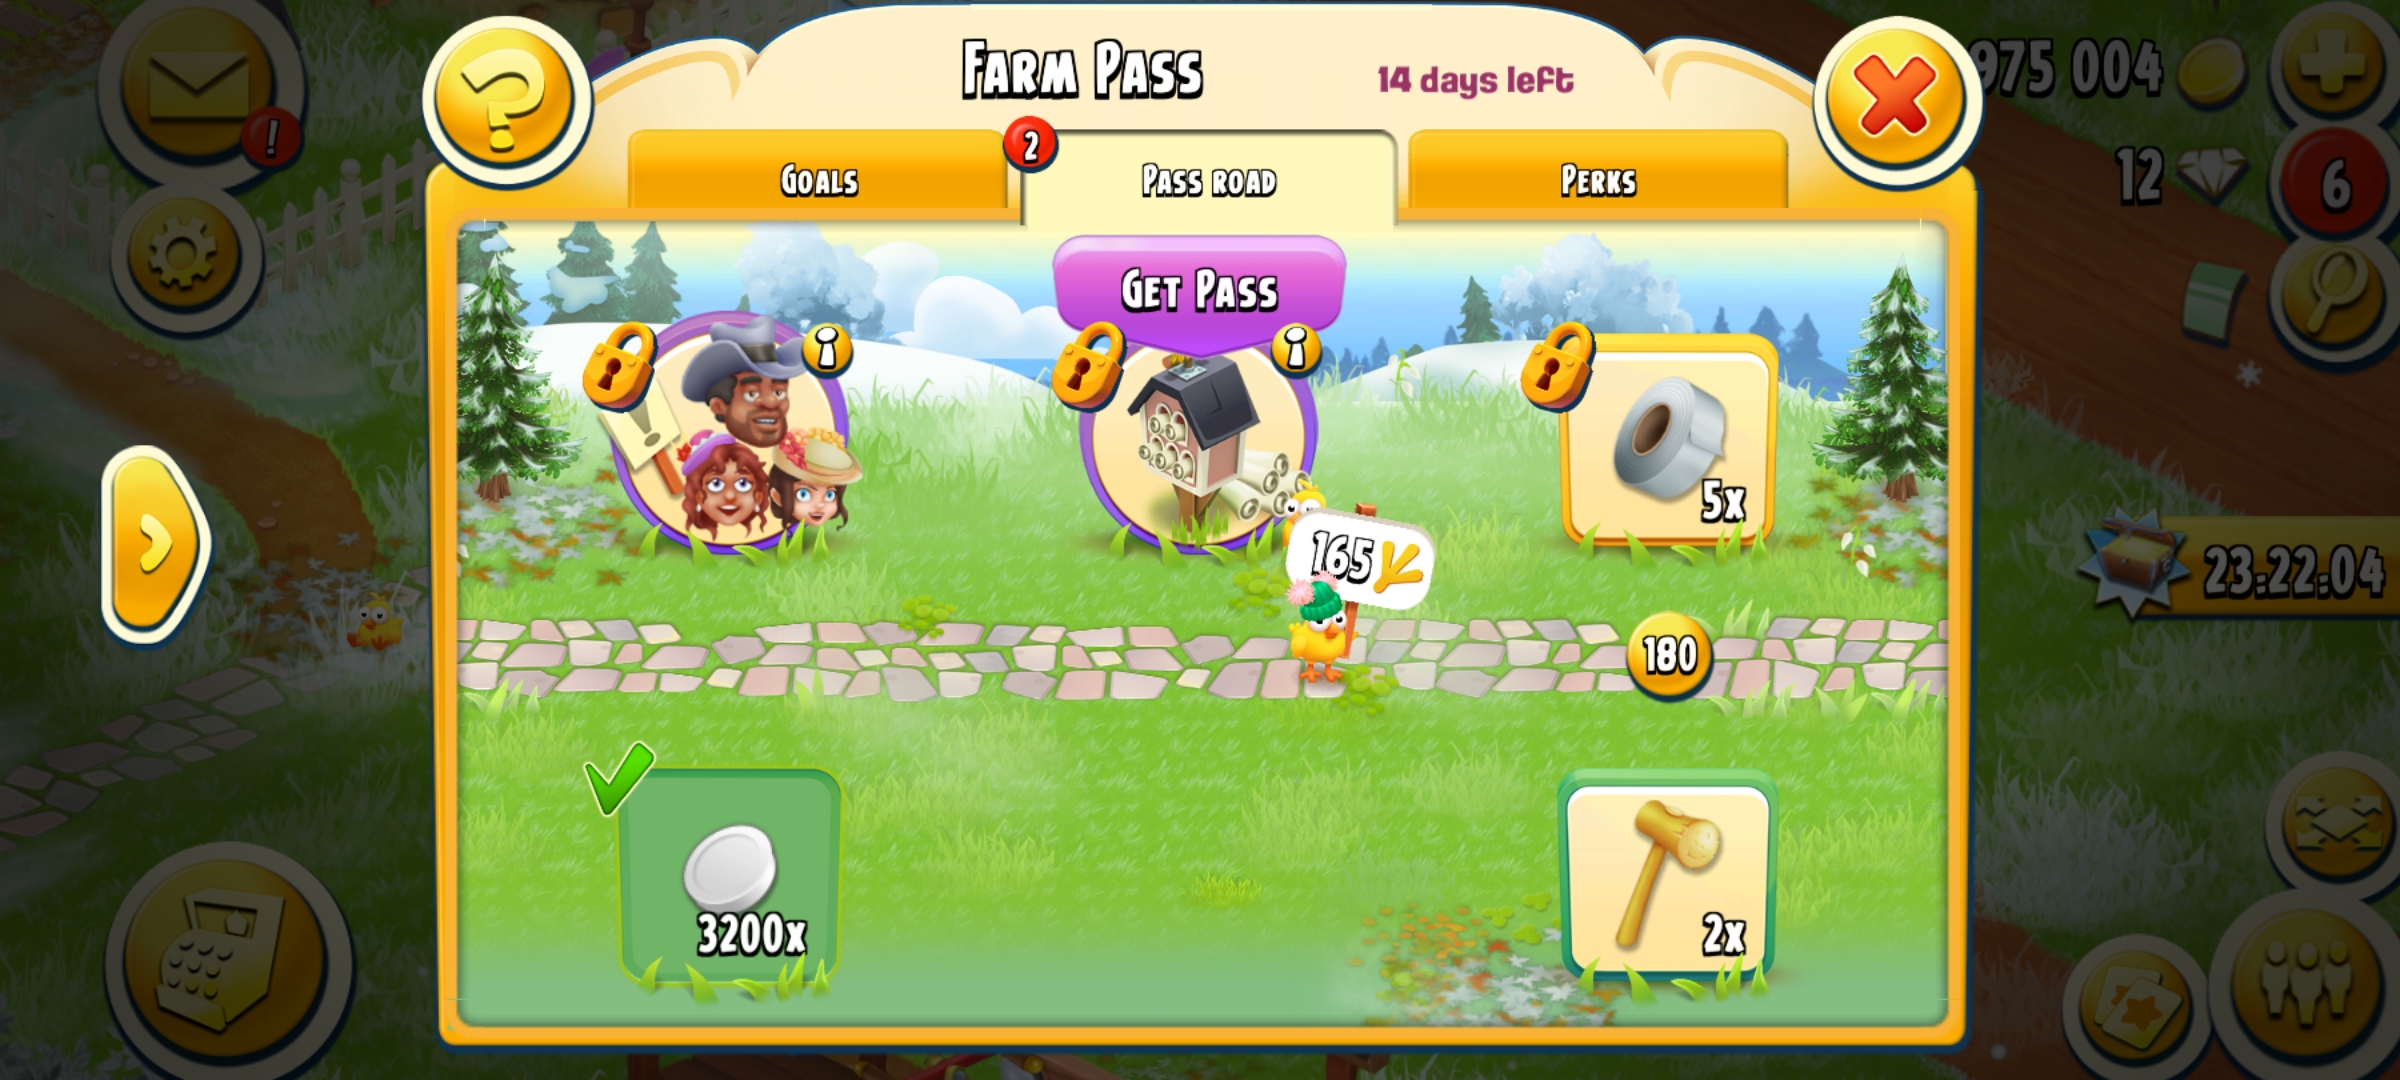 FARM PASS
14 days left
975 004
GOALS
2
PASS ROAD
PERKS
12
6
GET PASS
5x
165
23:22:04
180
3200x
2x